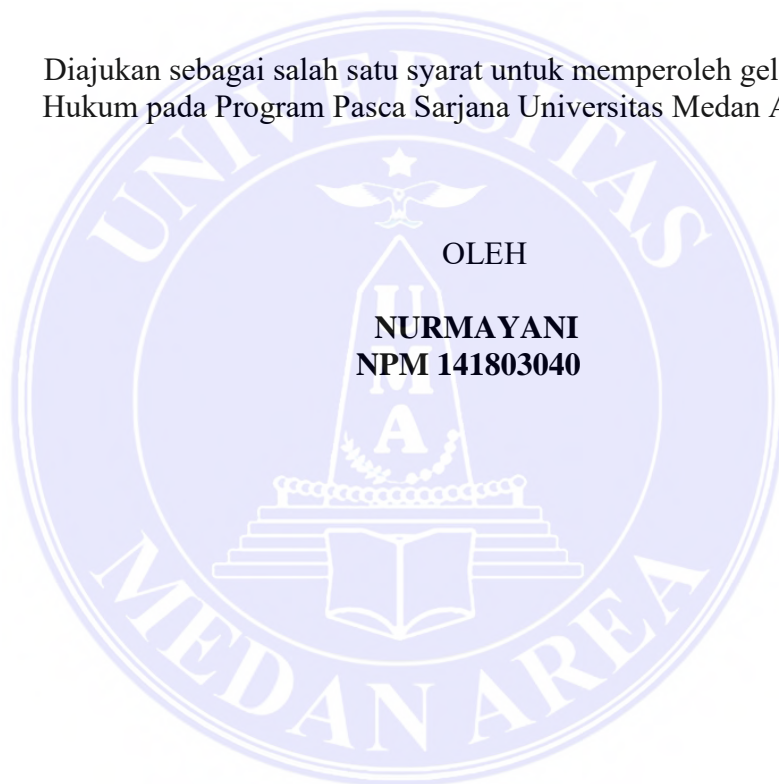 Diajukan sebagai salah satu syarat untuk memperoleh gel
Hukum pada Program Pasca Sarjana Universitas Medan A
OLEH
NURMAYANI
NPM 141803040
UNIVERSITAS
UMA
MEDAN AREA